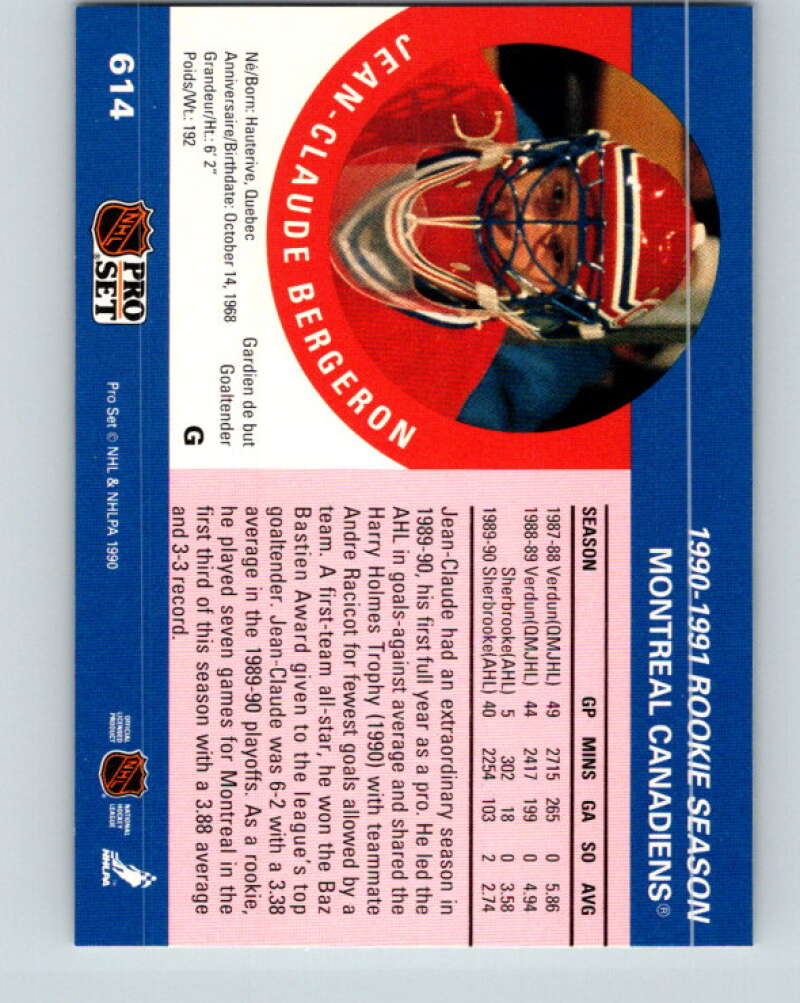 1990-1991 ROOKIE SEASON
MONTREAL CANADIENS®
JEAN-CLAUDE BERGERON
Né/Born: Hauterive, Quebec
Anniversaire/Birthdate: October 14, 1968
Grandeur/Ht.: 6' 2"
Poids/Wt.: 192
Gardien de but
Goaltender
G
SEASON GP MINS GA SO AVG
1987-88 Verdun(QMJHL) 49 2715 265 0 5.86
1988-89 Verdun(QMJHL) 44 2417 199 0 4.94
Sherbrooke(AHL) 5 302 18 0 3.58
1989-90 Sherbrooke(AHL) 40 2254 103 2 2.74
Jean-Claude had an extraordinary season in
1989-90, his first full year as a pro. He led the
AHL in goals-against average and shared the
Harry Holmes Trophy (1990) with teammate
Andre Racicot for fewest goals allowed by a
team. A first-team all-star, he won the Baz
Bastien Award given to the league's top
goaltender. Jean-Claude was 6-2 with a 3.38
average in the 1989-90 playoffs. As a rookie,
he played seven games for Montreal in the
first third of this season with a 3.88 average
and 3-3 record.
614
NHL
PRO
SET®
Pro Set © NHL & NHLPA 1990
OFFICIAL
LICENSED
PRODUCT
NHL
NATIONAL
HOCKEY
LEAGUE
NHLPA